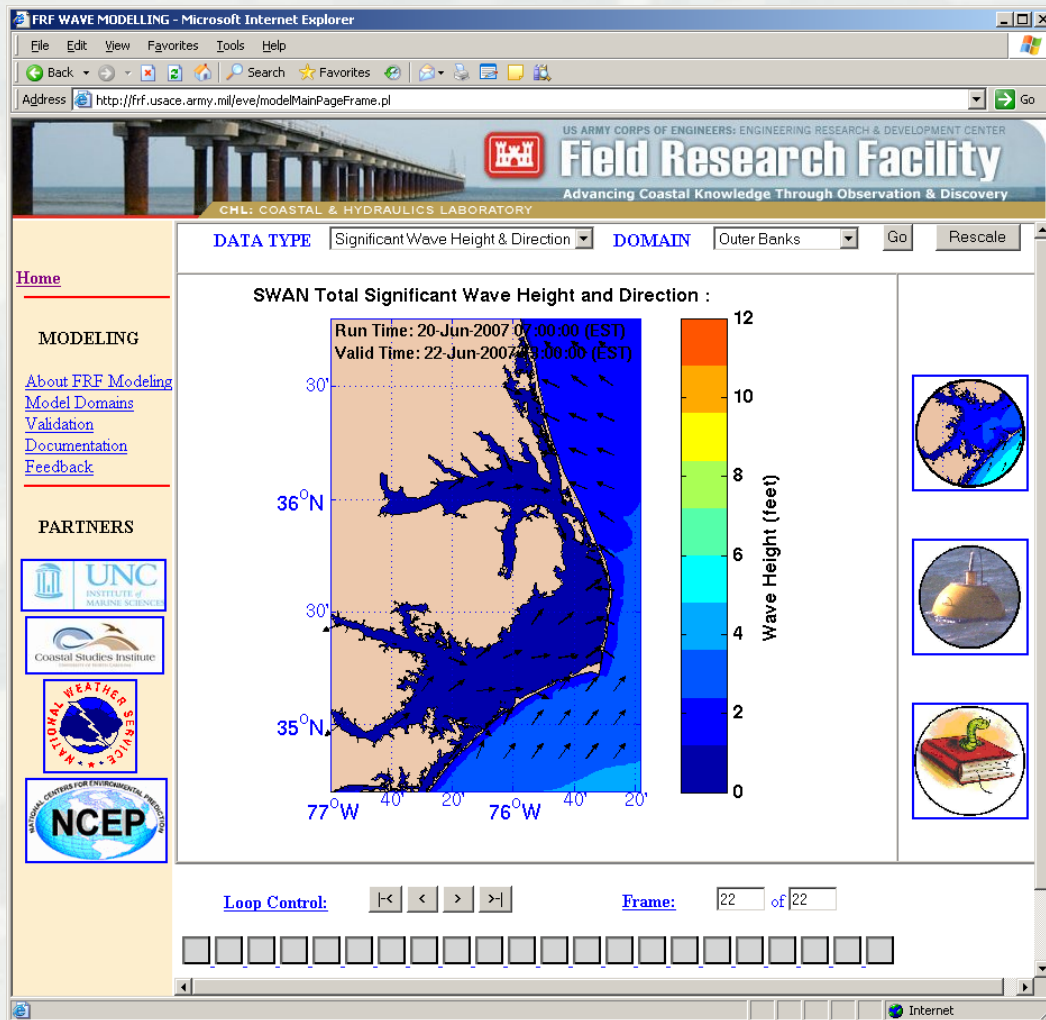 FRF WAVE MODELLING - Microsoft Internet Explorer
File Edit View Favorites Tools Help
Back Search Favorites
Address http://frf.usace.army.mil/eve/modelMainPageFrame.pl Go
US ARMY CORPS OF ENGINEERS: ENGINEERING RESEARCH & DEVELOPMENT CENTER
Field Research Facility
Advancing Coastal Knowledge Through Observation & Discovery
CHL: COASTAL & HYDRAULICS LABORATORY
DATA TYPE Significant Wave Height & Direction DOMAIN Outer Banks Go Rescale
Home
MODELING
About FRF Modeling
Model Domains
Validation
Documentation
Feedback
PARTNERS
UNC
INSTITUTE of
MARINE SCIENCES
Coastal Studies Institute
NATIONAL WEATHER SERVICE
NATIONAL CENTERS FOR ENVIRONMENTAL PREDICTION
NCEP
SWAN Total Significant Wave Height and Direction :
Run Time: 20-Jun-2007 07:00:00 (EST)
Valid Time: 22-Jun-2007 :00:00 (EST)
30'
36°N
30'
35°N
77°W 40' 20' 76°W 40' 20'
12
10
8
6
4
2
0
Wave Height (feet)
Loop Control: |-< < > >-| Frame: 22 of 22
Internet